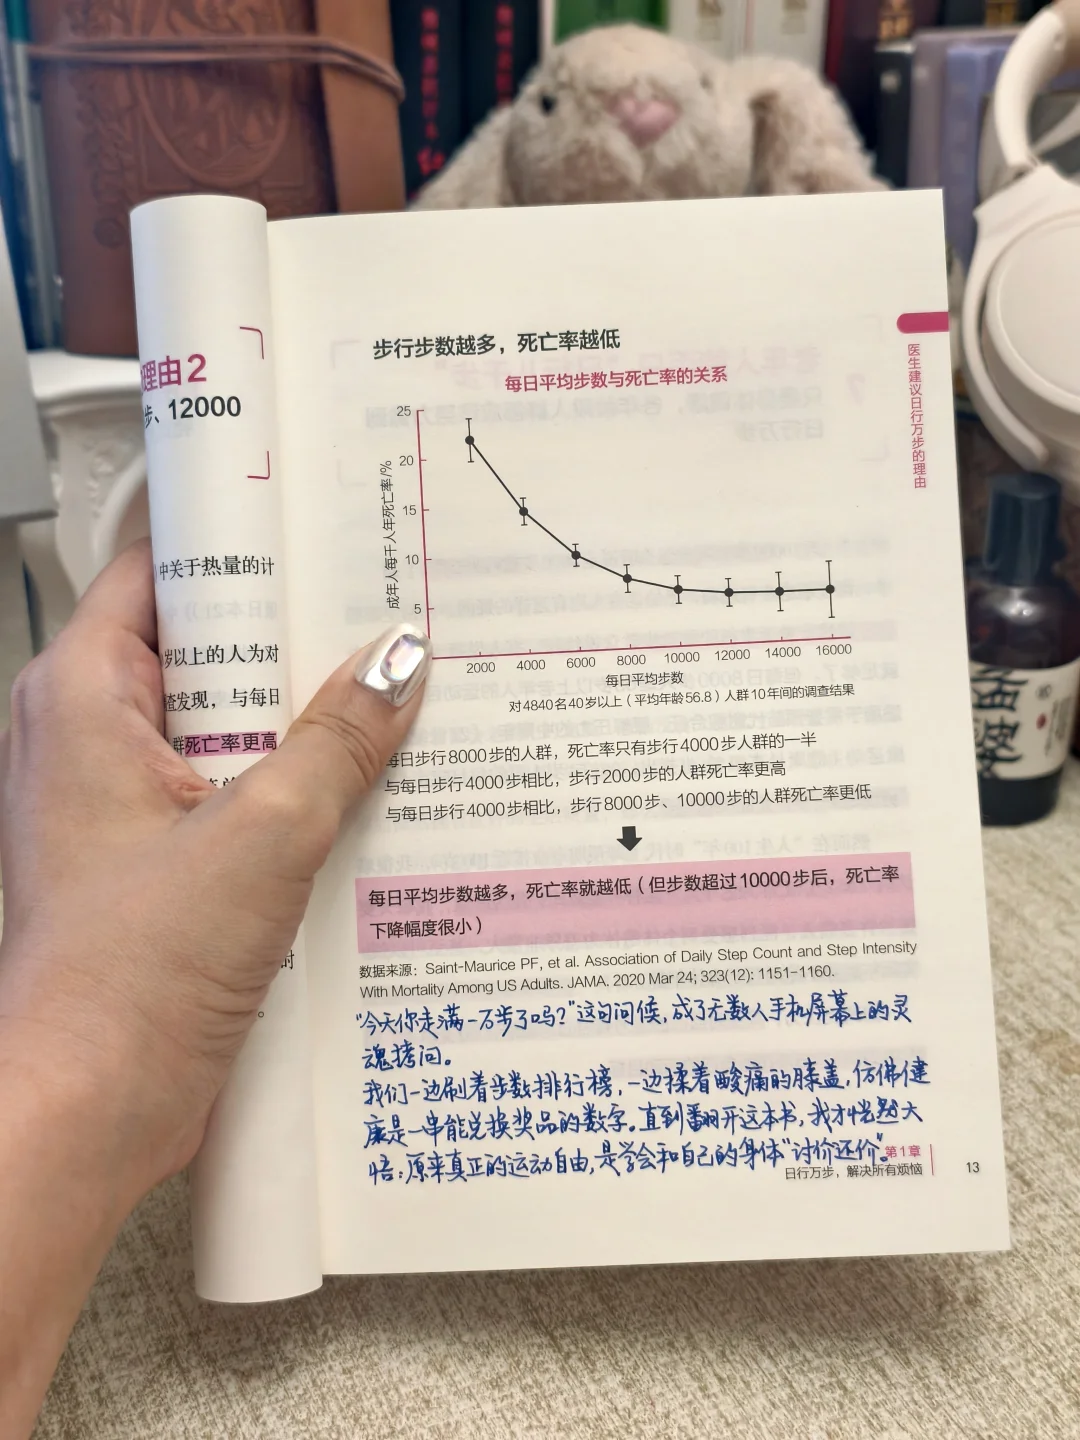 理由2
步、12000
中关于热量的计
岁以上的人为对
查发现，与每日
群死亡率更高
时
。
步行步数越多，死亡率越低
每日平均步数与死亡率的关系
成年人每千人年死亡率/%
25
20
15
10
5
2000 4000 6000 8000 10000 12000 14000 16000
每日平均步数
对4840名40岁以上（平均年龄56.8）人群10年间的调查结果
每日步行8000步的人群，死亡率只有步行4000步人群的一半
与每日步行4000步相比，步行2000步的人群死亡率更高
与每日步行4000步相比，步行8000步、10000步的人群死亡率更低
每日平均步数越多，死亡率就越低（但步数超过10000步后，死亡率
下降幅度很小）
数据来源：Saint-Maurice PF, et al. Association of Daily Step Count and Step Intensity
With Mortality Among US Adults. JAMA. 2020 Mar 24; 323(12): 1151-1160.
“今天你走满一万步了吗？”这句问候，成了无数人手机屏幕上的灵
魂拷问。
我们一边刷着步数排行榜，一边揉着酸痛的膝盖，仿佛健
康是一串能兑换奖品的数字。直到翻开这本书，我才恍然大
悟：原来真正的运动自由，是学会和自己的身体“讨价还价”。
第1章
日行万步，解决所有烦恼
13
医生建议日行万步的理由